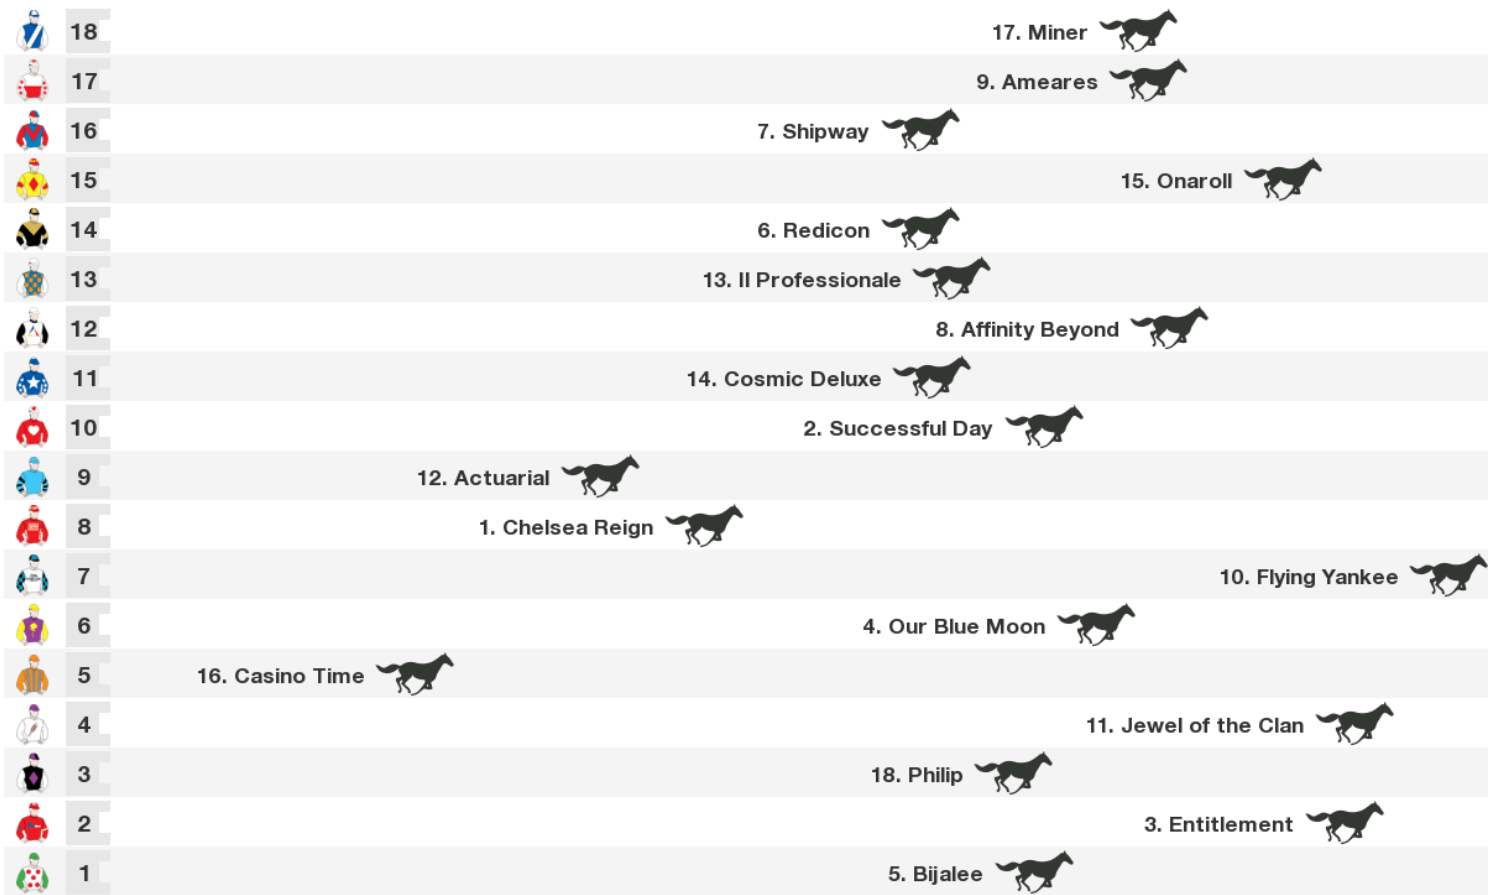 18 17. Miner
17 9. Ameares
16 7. Shipway
15 15. Onaroll
14 6. Redicon
13 13. Il Professionale
12 8. Affinity Beyond
11 14. Cosmic Deluxe
10 2. Successful Day
9 12. Actuarial
8 1. Chelsea Reign
7 10. Flying Yankee
6 4. Our Blue Moon
5 16. Casino Time
4 11. Jewel of the Clan
3 18. Philip
2 3. Entitlement
1 5. Bijalee